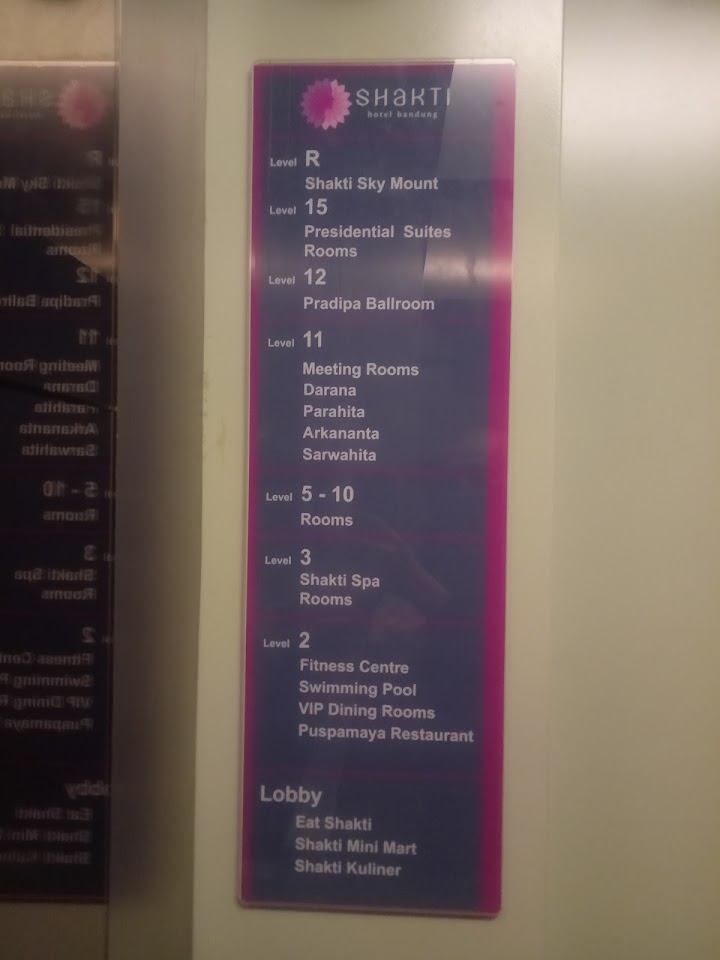 SHAKTI
hotel bandung
Level R
Shakti Sky Mount
Level 15
Presidential Suites
Rooms
Level 12
Pradipa Ballroom
Level 11
Meeting Rooms
Darana
Parahita
Arkananta
Sarwahita
Level 5 - 10
Rooms
Level 3
Shakti Spa
Rooms
Level 2
Fitness Centre
Swimming Pool
VIP Dining Rooms
Puspamaya Restaurant
Lobby
Eat Shakti
Shakti Mini Mart
Shakti Kuliner